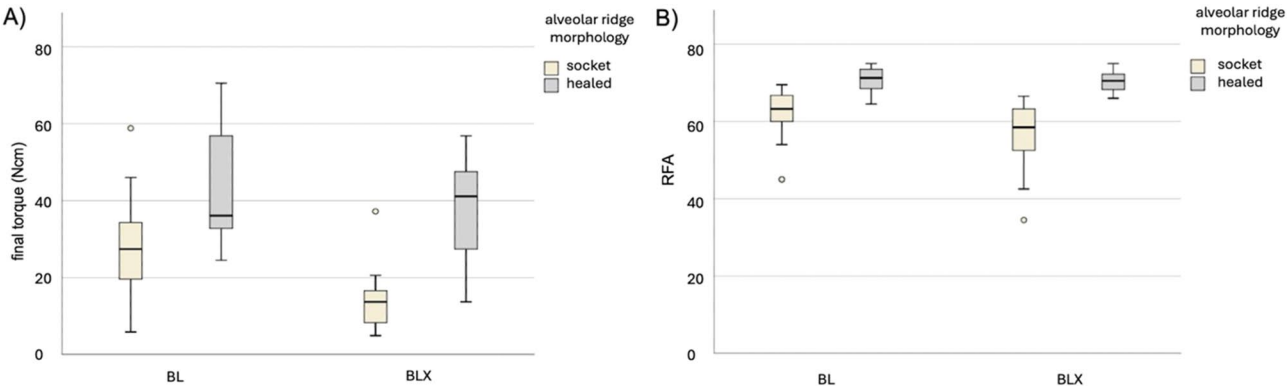 A)
alveolar ridge
morphology
socket
healed
final torque (Ncm)
80
60
40
20
0
BL
BLX
B)
alveolar ridge
morphology
socket
healed
RFA
80
60
40
20
0
BL
BLX